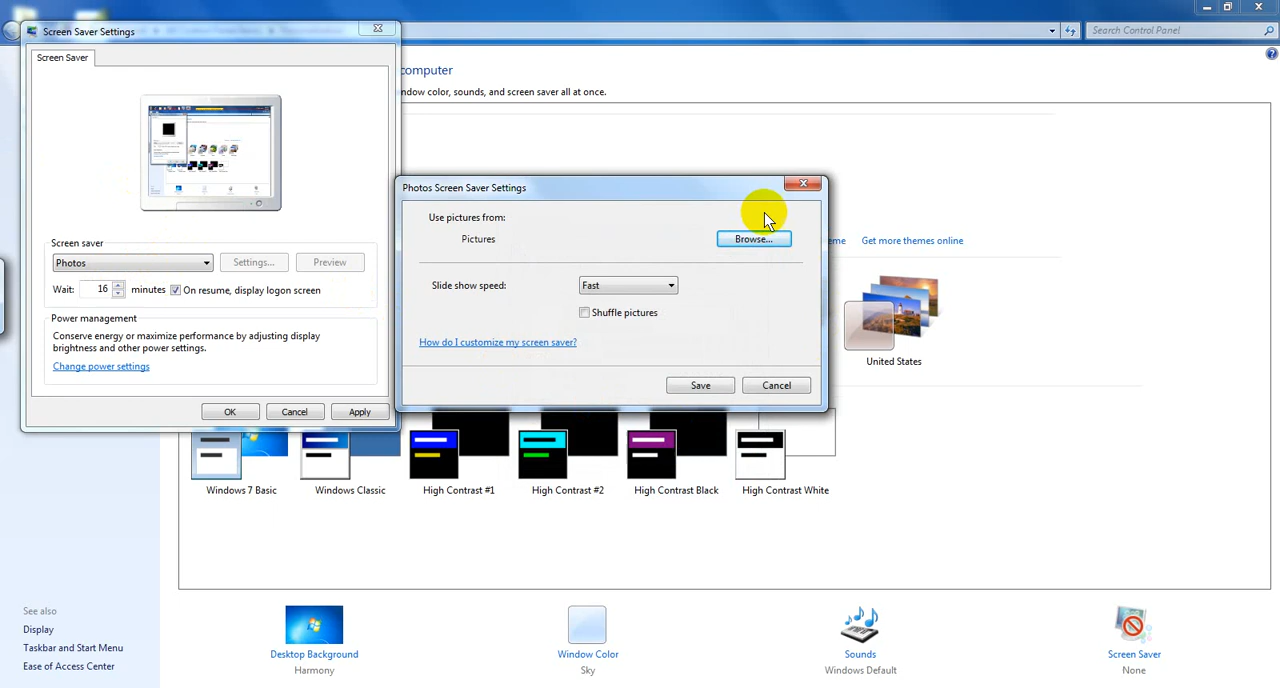 Screen Saver Settings
Search Control Panel
Screen Saver
computer
ndow color, sounds, and screen saver all at once.
Screen saver
Photos
Settings...
Preview
Wait: 16 minutes
On resume, display logon screen
Power management
Conserve energy or maximize performance by adjusting display
brightness and other power settings.
Change power settings
OK
Cancel
Apply
Photos Screen Saver Settings
Use pictures from:
Pictures
Browse...
Slide show speed:
Fast
Shuffle pictures
How do I customize my screen saver?
Save
Cancel
eme
Get more themes online
United States
Windows 7 Basic
Windows Classic
High Contrast #1
High Contrast #2
High Contrast Black
High Contrast White
See also
Display
Taskbar and Start Menu
Ease of Access Center
Desktop Background
Harmony
Window Color
Sky
Sounds
Windows Default
Screen Saver
None